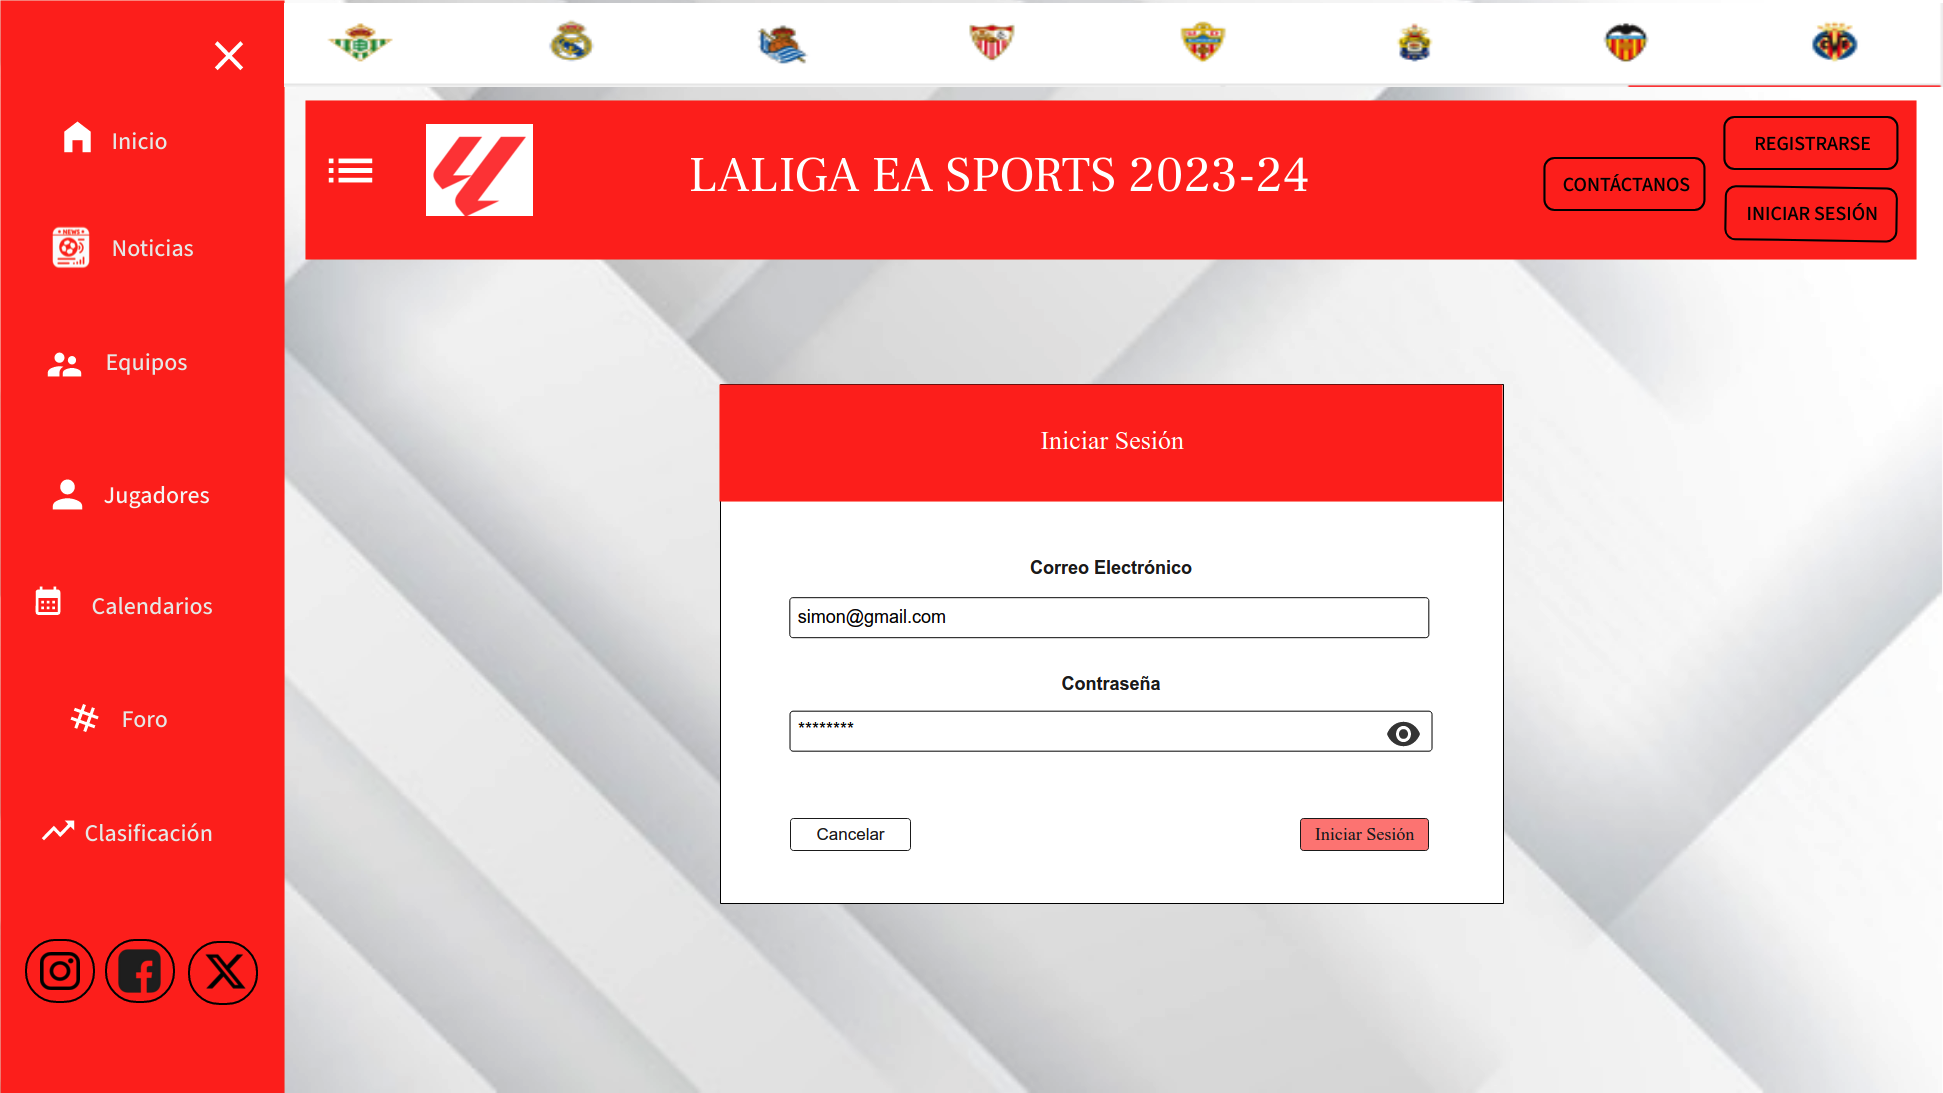 Inicio
Noticias
Equipos
Jugadores
Calendarios
Foro
Clasificación
LALIGA EA SPORTS 2023-24
CONTÁCTANOS
REGISTRARSE
INICIAR SESIÓN
Iniciar Sesión
Correo Electrónico
simon@gmail.com
Contraseña
********
Cancelar
Iniciar Sesión
NEWS